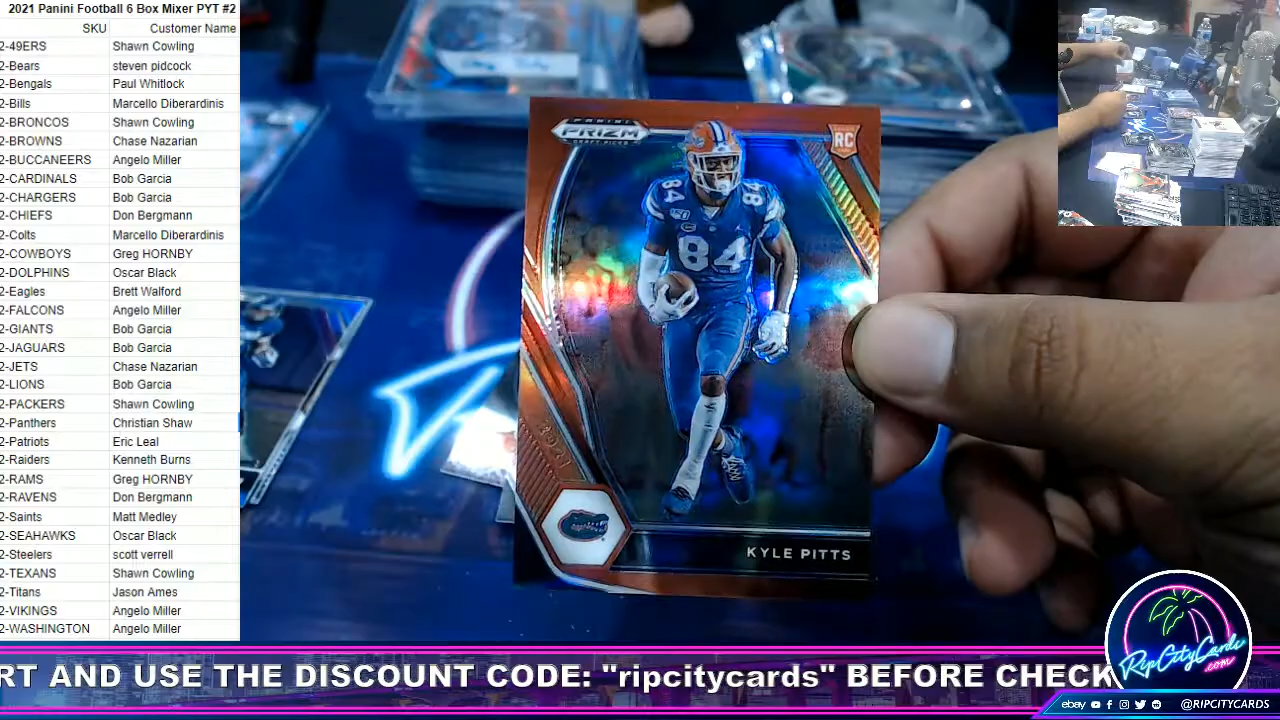 2021 Panini Football 6 Box Mixer PYT #2
SKU Customer Name
2-49ERS Shawn Cowling
2-Bears steven pidcock
2-Bengals Paul Whitlock
2-Bills Marcello Diberardinis
2-BRONCOS Shawn Cowling
2-BROWNS Chase Nazarian
2-BUCCANEERS Angelo Miller
2-CARDINALS Bob Garcia
2-CHARGERS Bob Garcia
2-CHIEFS Don Bergmann
2-Colts Marcello Diberardinis
2-COWBOYS Greg HORNBY
2-DOLPHINS Oscar Black
2-Eagles Brett Walford
2-FALCONS Angelo Miller
2-GIANTS Bob Garcia
2-JAGUARS Bob Garcia
2-JETS Chase Nazarian
2-LIONS Bob Garcia
2-PACKERS Shawn Cowling
2-Panthers Christian Shaw
2-Patriots Eric Leal
2-Raiders Kenneth Burns
2-RAMS Greg HORNBY
2-RAVENS Don Bergmann
2-Saints Matt Medley
2-SEAHAWKS Oscar Black
2-Steelers scott verrell
2-TEXANS Shawn Cowling
2-Titans Jason Ames
2-VIKINGS Angelo Miller
2-WASHINGTON Angelo Miller
PANINI
PRIZM
DRAFT PICKS
RC
84 84
84
2021
KYLE PITTS
RipCityCards
.com
RT AND USE THE DISCOUNT CODE: "ripcitycards" BEFORE CHECK
ebay @RIPCITYCARDS